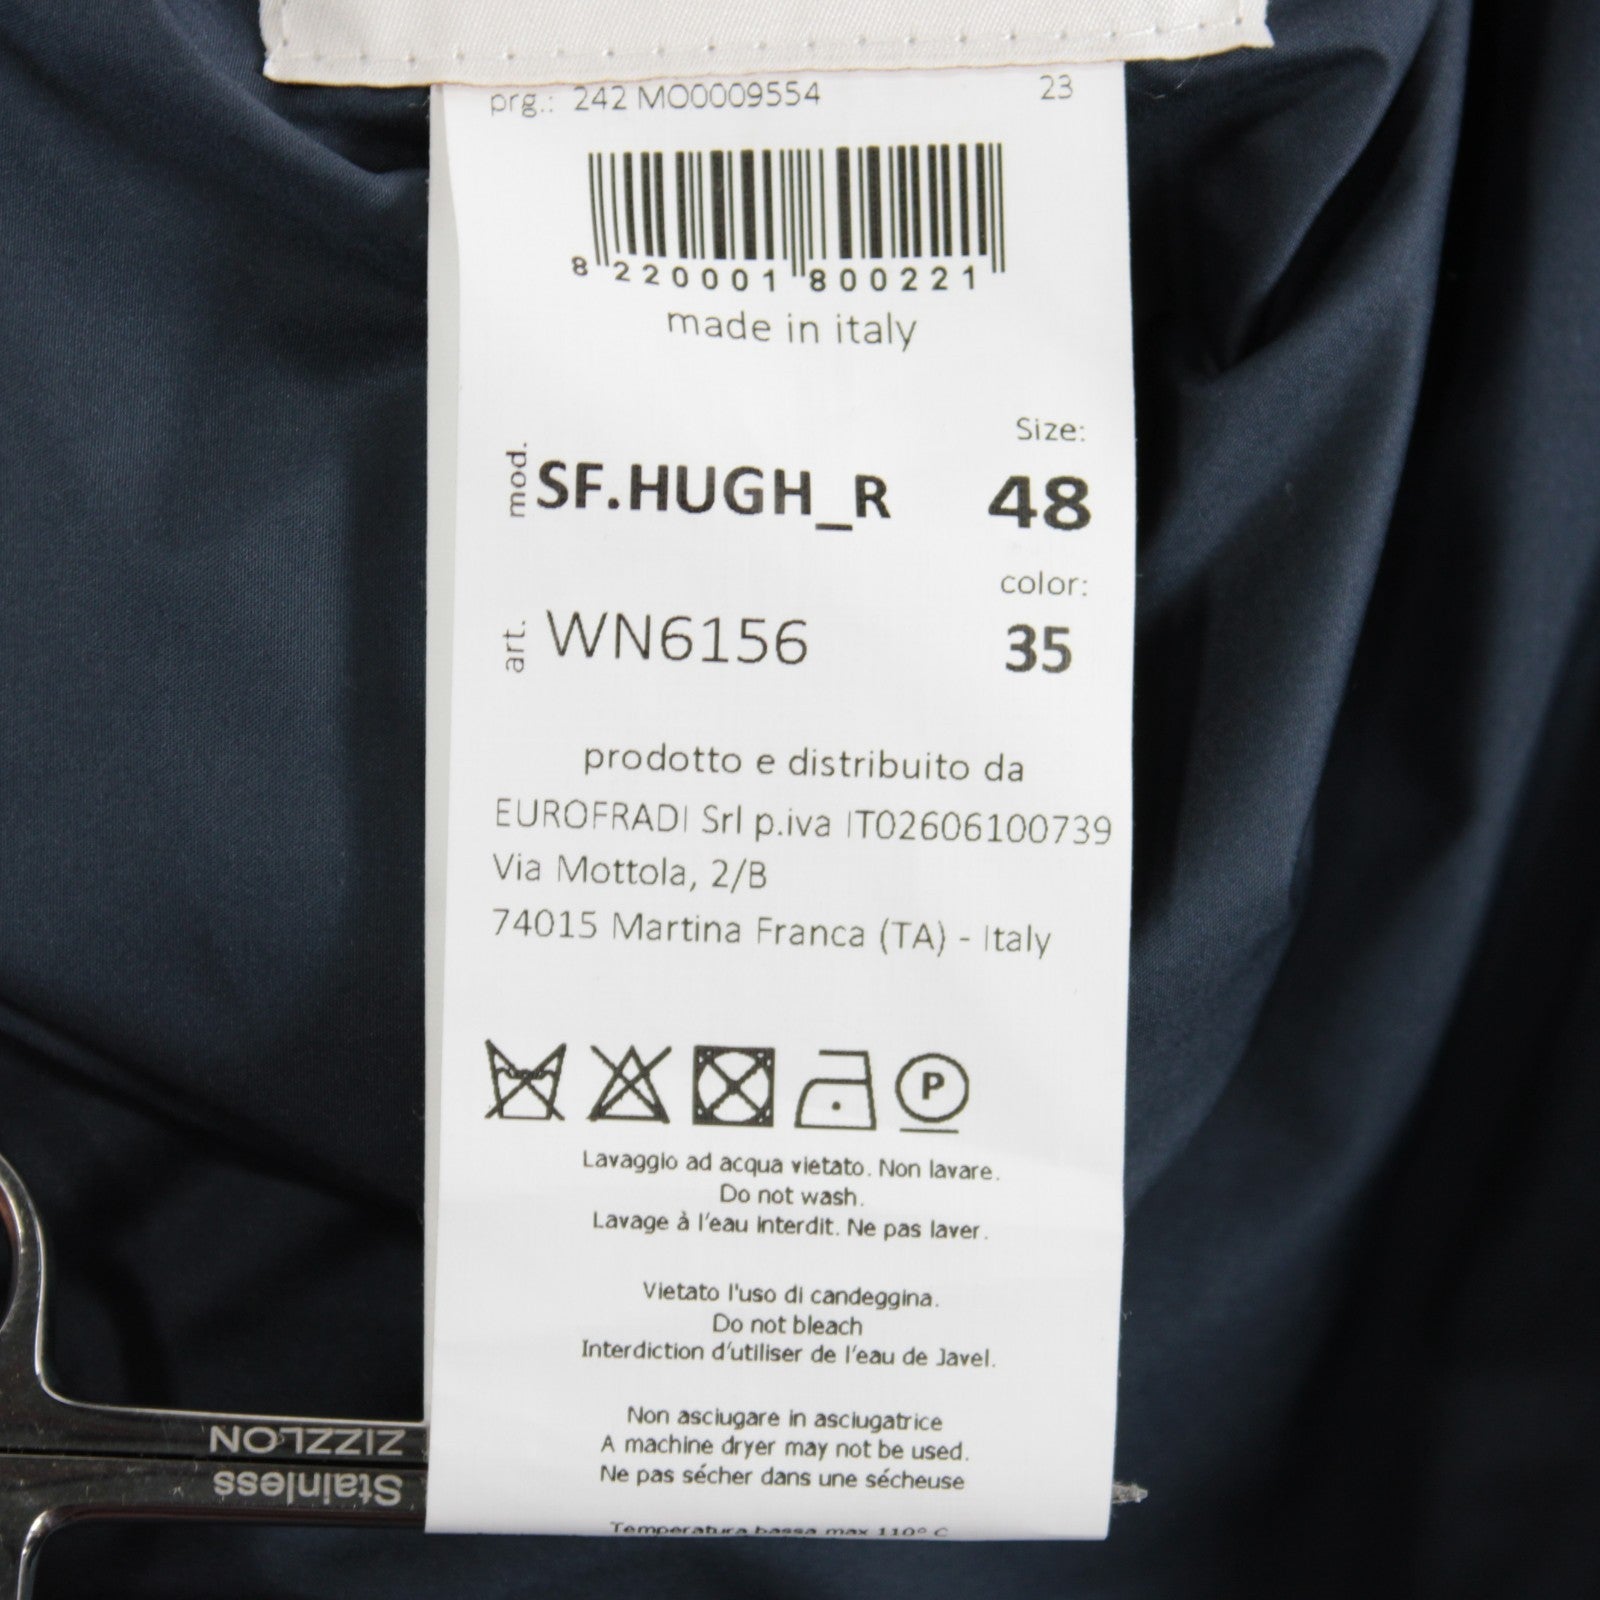 prg.: 242 MO0009554 23
8 220001 800221
made in italy
Size:
mod. SF.HUGH_R 48
color:
art. WN6156 35
prodotto e distribuito da
EUROFRADI Srl p.iva IT02606100739
Via Mottola, 2/B
74015 Martina Franca (TA) - Italy
P
Lavaggio ad acqua vietato. Non lavare.
Do not wash.
Lavage à l'eau interdit. Ne pas laver.
Vietato l'uso di candeggina.
Do not bleach
Interdiction d'utiliser de l'eau de Javel.
Non asciugare in asciugatrice
A machine dryer may not be used.
Ne pas sécher dans une sécheuse
Temperatura bassa max 110° C
ZIZZLON
Stainless